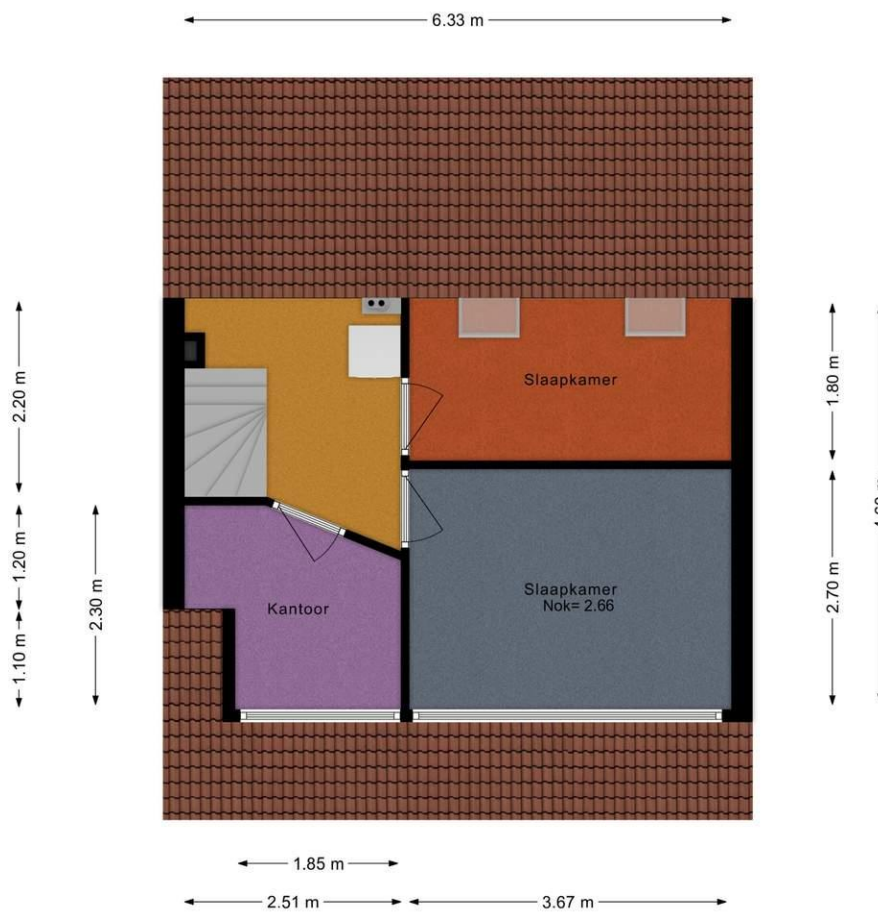 6.33 m
Slaapkamer
1.80 m
2.20 m
Slaapkamer
Nok= 2.66
Kantoor
1.20 m
2.30 m
2.70 m
1.10 m
1.85 m
2.51 m
3.67 m